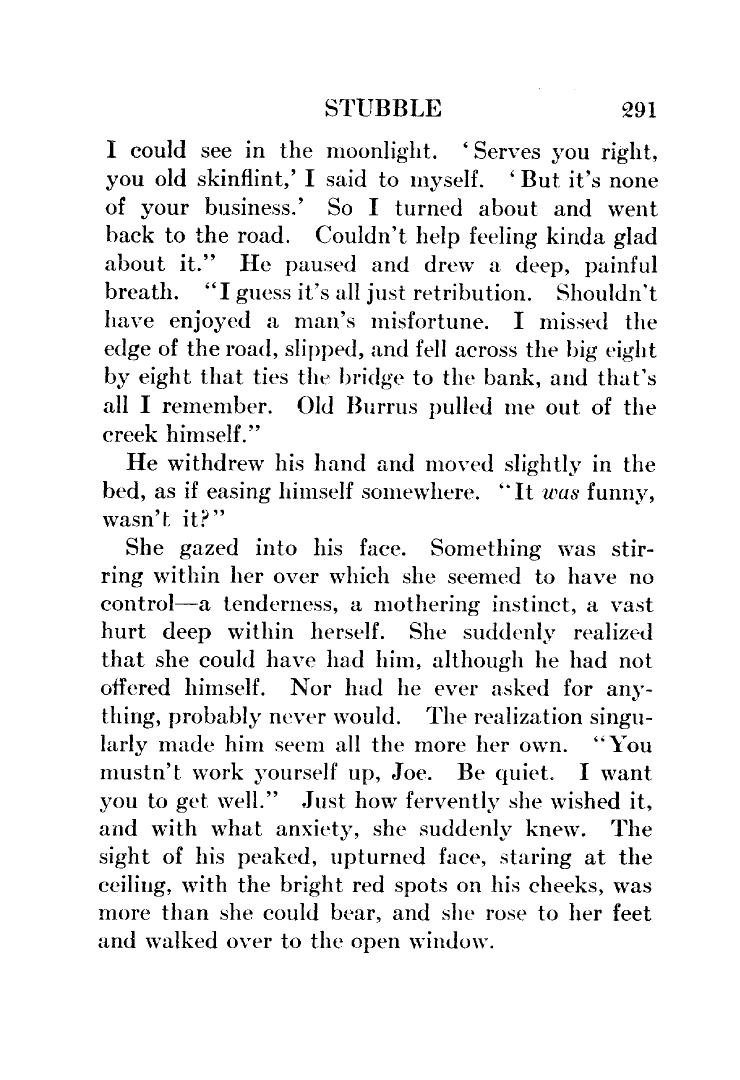 STUBBLE 291
I could see in the moonlight. ‘Serves you right,
you old skinflint,’ I said to myself. ‘But it's none
of your business.’ So I turned about and went
back to the road. Couldn't help feeling kinda glad
about it.” He paused and drew a deep, painful
breath. “I guess it's all just retribution. Shouldn't
have enjoyed a man's misfortune. I missed the
edge of the road, slipped, and fell across the big eight
by eight that ties the bridge to the bank, and that's
all I remember. Old Burrus pulled me out of the
creek himself.”
He withdrew his hand and moved slightly in the
bed, as if easing himself somewhere. “It was funny,
wasn't it?”
She gazed into his face. Something was stir-
ring within her over which she seemed to have no
control—a tenderness, a mothering instinct, a vast
hurt deep within herself. She suddenly realized
that she could have had him, although he had not
offered himself. Nor had he ever asked for any-
thing, probably never would. The realization singu-
larly made him seem all the more her own. “You
mustn't work yourself up, Joe. Be quiet. I want
you to get well.” Just how fervently she wished it,
and with what anxiety, she suddenly knew. The
sight of his peaked, upturned face, staring at the
ceiling, with the bright red spots on his cheeks, was
more than she could bear, and she rose to her feet
and walked over to the open window.